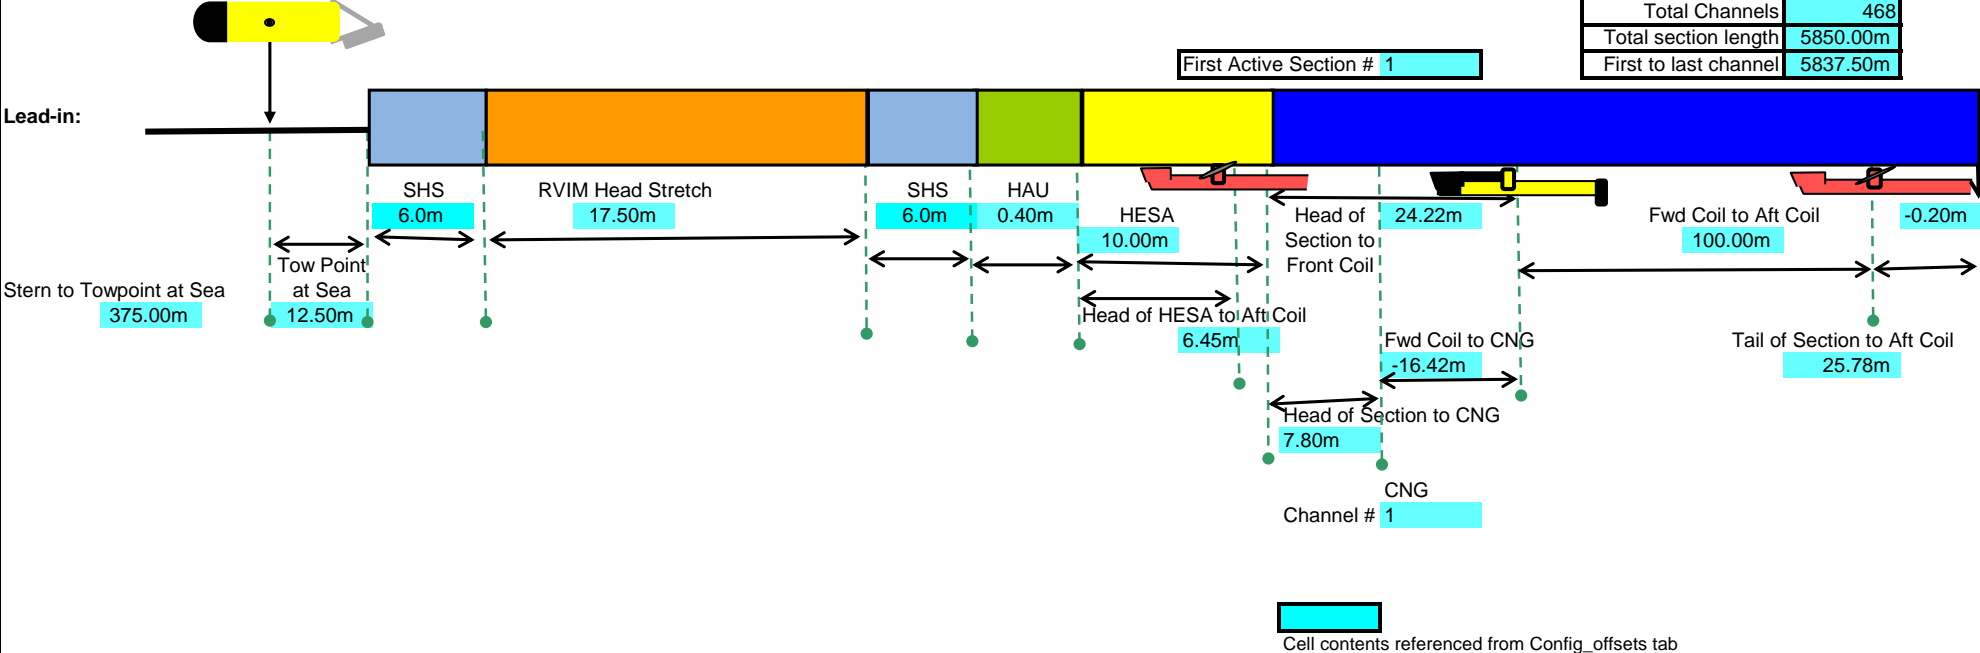 Total Channels 468
Total section length 5850.00m
First Active Section # 1
First to last channel 5837.50m
Lead-in:
SHS
6.0m
RVIM Head Stretch
17.50m
SHS
6.0m
HAU
0.40m
HESA
10.00m
Head of
Section to
Front Coil
24.22m
Fwd Coil to Aft Coil
100.00m
-0.20m
Tow Point
at Sea
12.50m
Stern to Towpoint at Sea
375.00m
Head of HESA to Aft Coil
6.45m
Fwd Coil to CNG
-16.42m
Tail of Section to Aft Coil
25.78m
Head of Section to CNG
7.80m
CNG
Channel # 1
Cell contents referenced from Config_offsets tab